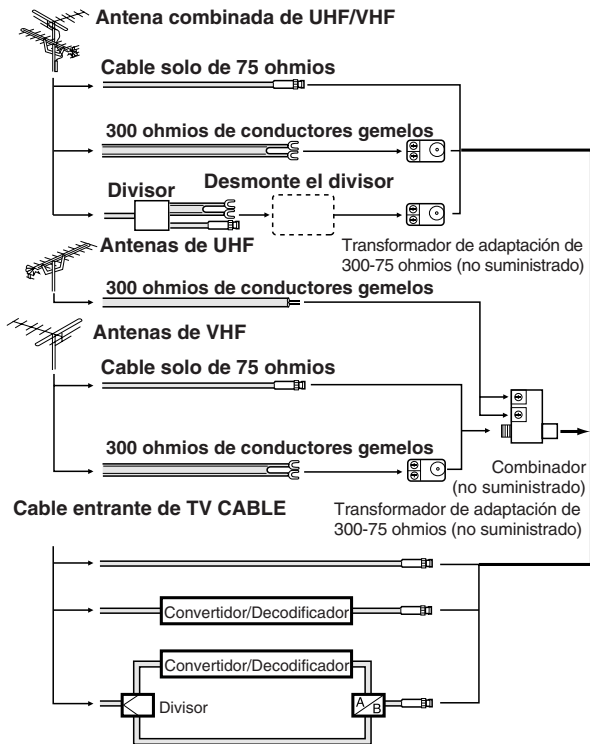 Antena combinada de UHF/VHF
Cable solo de 75 ohmios
300 ohmios de conductores gemelos
Divisor
Desmonte el divisor
Transformador de adaptación de
300-75 ohmios (no suministrado)
Antenas de UHF
300 ohmios de conductores gemelos
Antenas de VHF
Cable solo de 75 ohmios
300 ohmios de conductores gemelos
Combinador
(no suministrado)
Transformador de adaptación de
300-75 ohmios (no suministrado)
Cable entrante de TV CABLE
Convertidor/Decodificador
Convertidor/Decodificador
Divisor
A
B